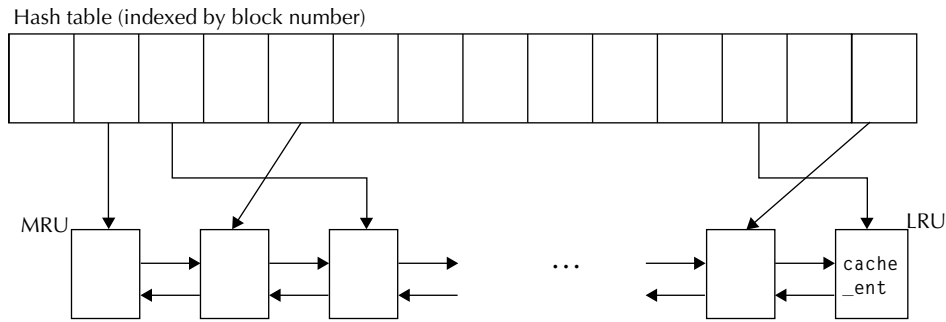 Hash table (indexed by block number)
MRU
LRU
...
cache
_ent